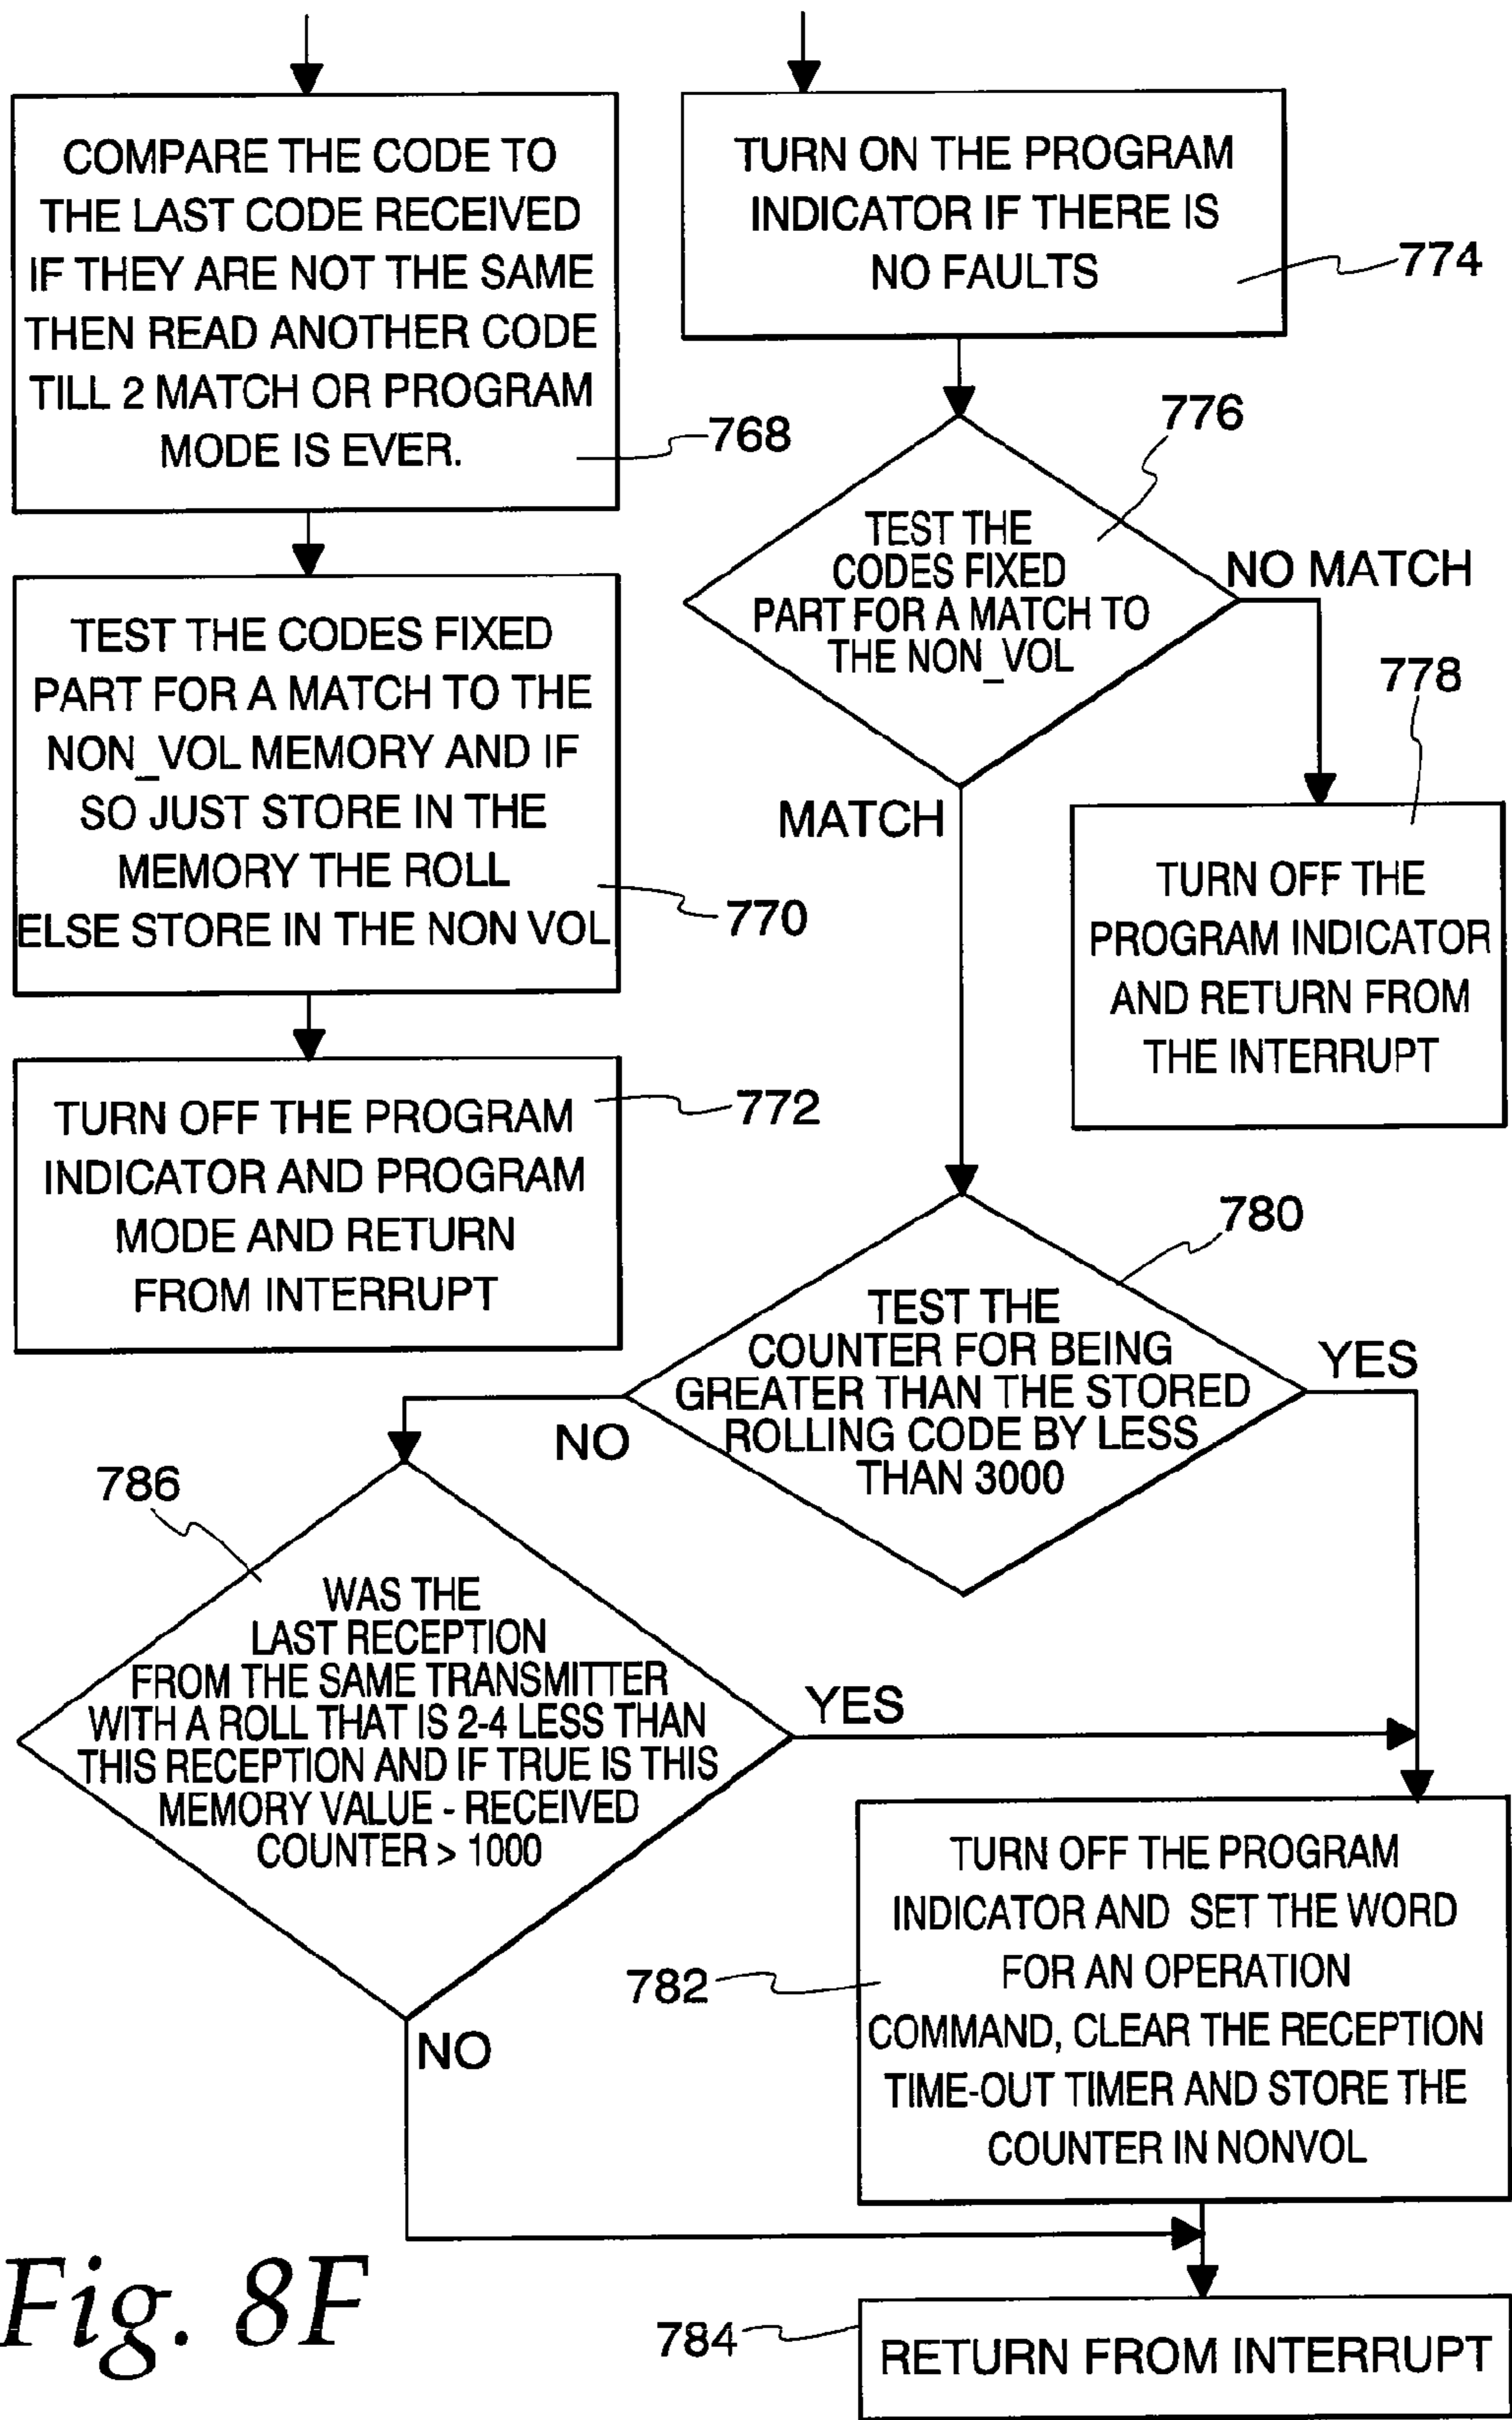 COMPARE THE CODE TO
THE LAST CODE RECEIVED
IF THEY ARE NOT THE SAME
THEN READ ANOTHER CODE
TILL 2 MATCH OR PROGRAM
MODE IS EVER.
768
TEST THE CODES FIXED
PART FOR A MATCH TO THE
NON_VOL MEMORY AND IF
SO JUST STORE IN THE
MEMORY THE ROLL
ELSE STORE IN THE NON VOL
770
TURN OFF THE PROGRAM
INDICATOR AND PROGRAM
MODE AND RETURN
FROM INTERRUPT
772
TURN ON THE PROGRAM
INDICATOR IF THERE IS
NO FAULTS
774
776
TEST THE
CODES FIXED
PART FOR A MATCH TO
THE NON_VOL
NO MATCH
778
MATCH
TURN OFF THE
PROGRAM INDICATOR
AND RETURN FROM
THE INTERRUPT
780
TEST THE
COUNTER FOR BEING
GREATER THAN THE STORED
ROLLING CODE BY LESS
THAN 3000
YES
NO
786
WAS THE
LAST RECEPTION
FROM THE SAME TRANSMITTER
WITH A ROLL THAT IS 2-4 LESS THAN
THIS RECEPTION AND IF TRUE IS THIS
MEMORY VALUE - RECEIVED
COUNTER > 1000
YES
NO
TURN OFF THE PROGRAM
INDICATOR AND SET THE WORD
FOR AN OPERATION
COMMAND, CLEAR THE RECEPTION
TIME-OUT TIMER AND STORE THE
COUNTER IN NONVOL
782
784
RETURN FROM INTERRUPT
Fig. 8F